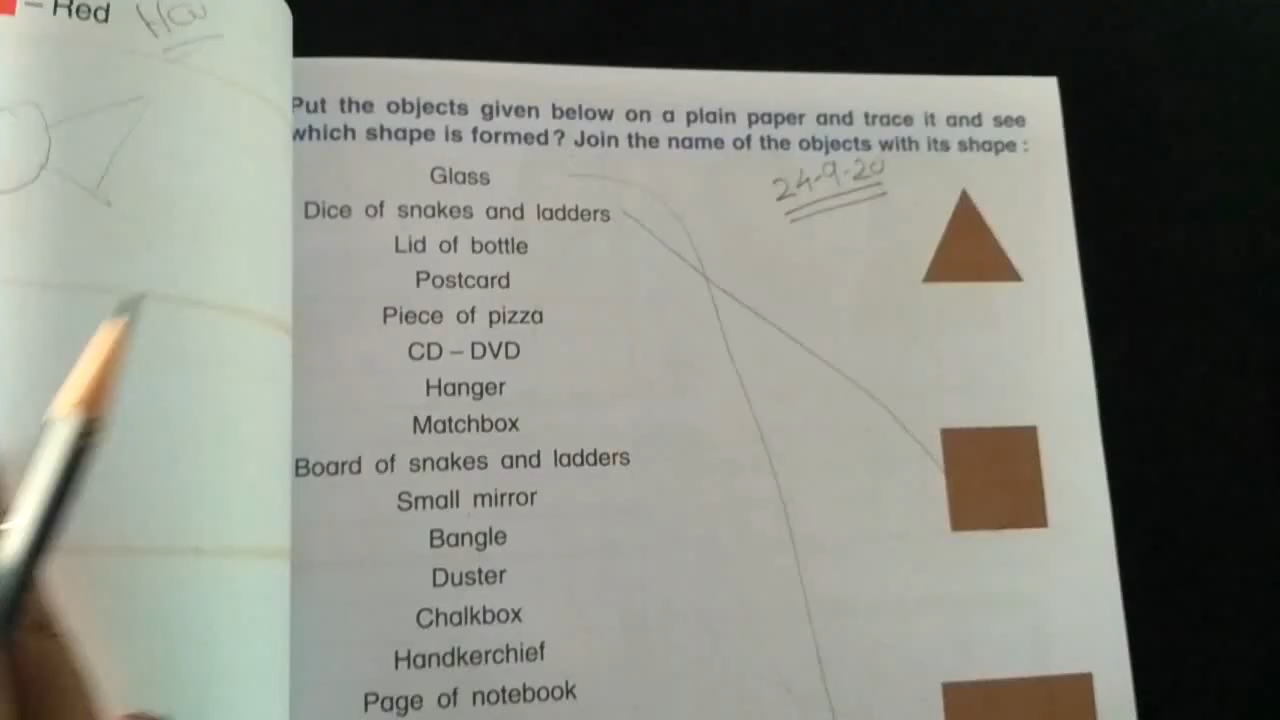 – Red
HW
Put the objects given below on a plain paper and trace it and see
which shape is formed? Join the name of the objects with its shape :
24-9-20
Glass
Dice of snakes and ladders
Lid of bottle
Postcard
Piece of pizza
CD – DVD
Hanger
Matchbox
Board of snakes and ladders
Small mirror
Bangle
Duster
Chalkbox
Handkerchief
Page of notebook